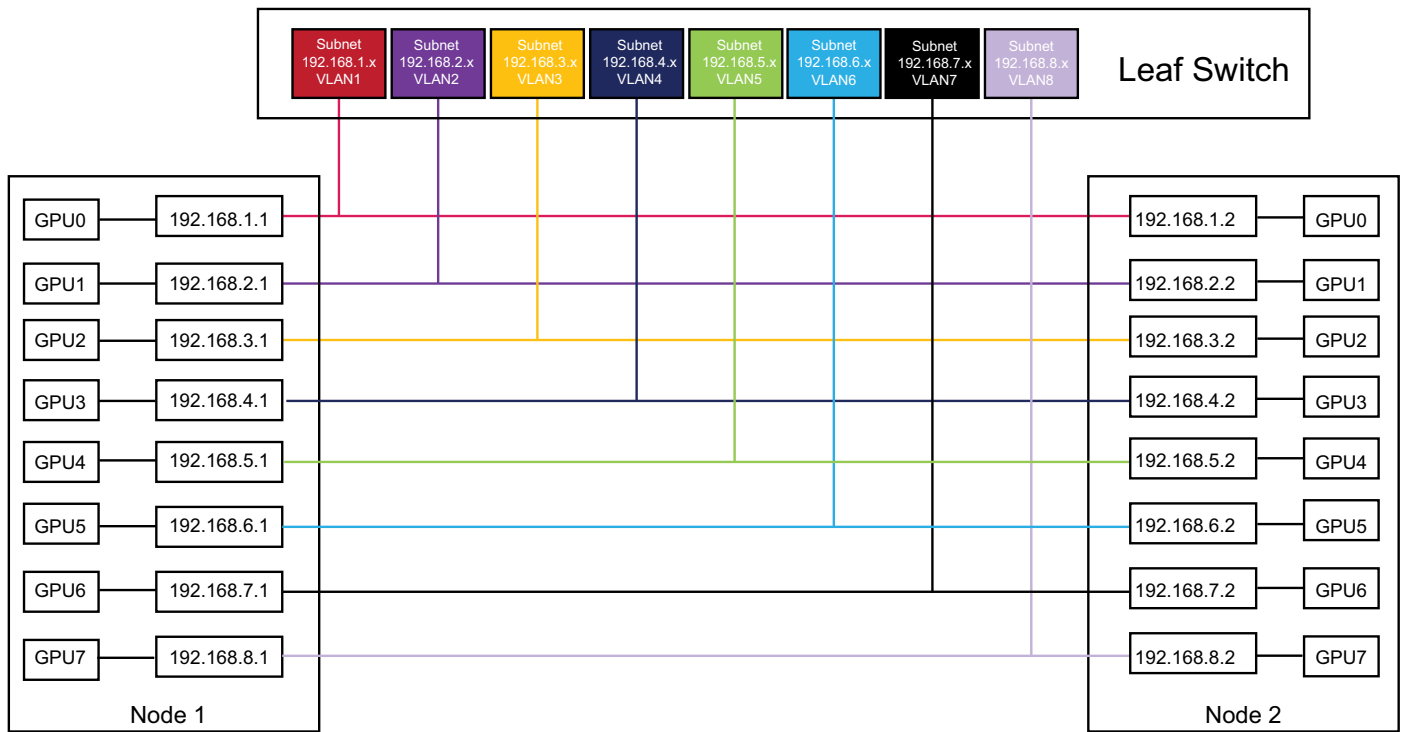 Subnet
192.168.1.x
VLAN1
Subnet
192.168.2.x
VLAN2
Subnet
192.168.3.x
VLAN3
Subnet
192.168.4.x
VLAN4
Subnet
192.168.5.x
VLAN5
Subnet
192.168.6.x
VLAN6
Subnet
192.168.7.x
VLAN7
Subnet
192.168.8.x
VLAN8
Leaf Switch
GPU0
192.168.1.1
GPU1
192.168.2.1
GPU2
192.168.3.1
GPU3
192.168.4.1
GPU4
192.168.5.1
GPU5
192.168.6.1
GPU6
192.168.7.1
GPU7
192.168.8.1
Node 1
192.168.1.2
GPU0
192.168.2.2
GPU1
192.168.3.2
GPU2
192.168.4.2
GPU3
192.168.5.2
GPU4
192.168.6.2
GPU5
192.168.7.2
GPU6
192.168.8.2
GPU7
Node 2